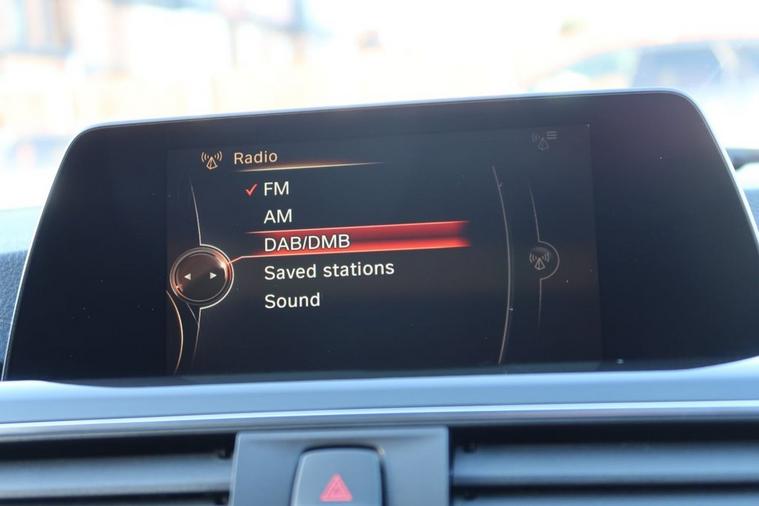 Radio
FM
AM
DAB/DMB
Saved stations
Sound